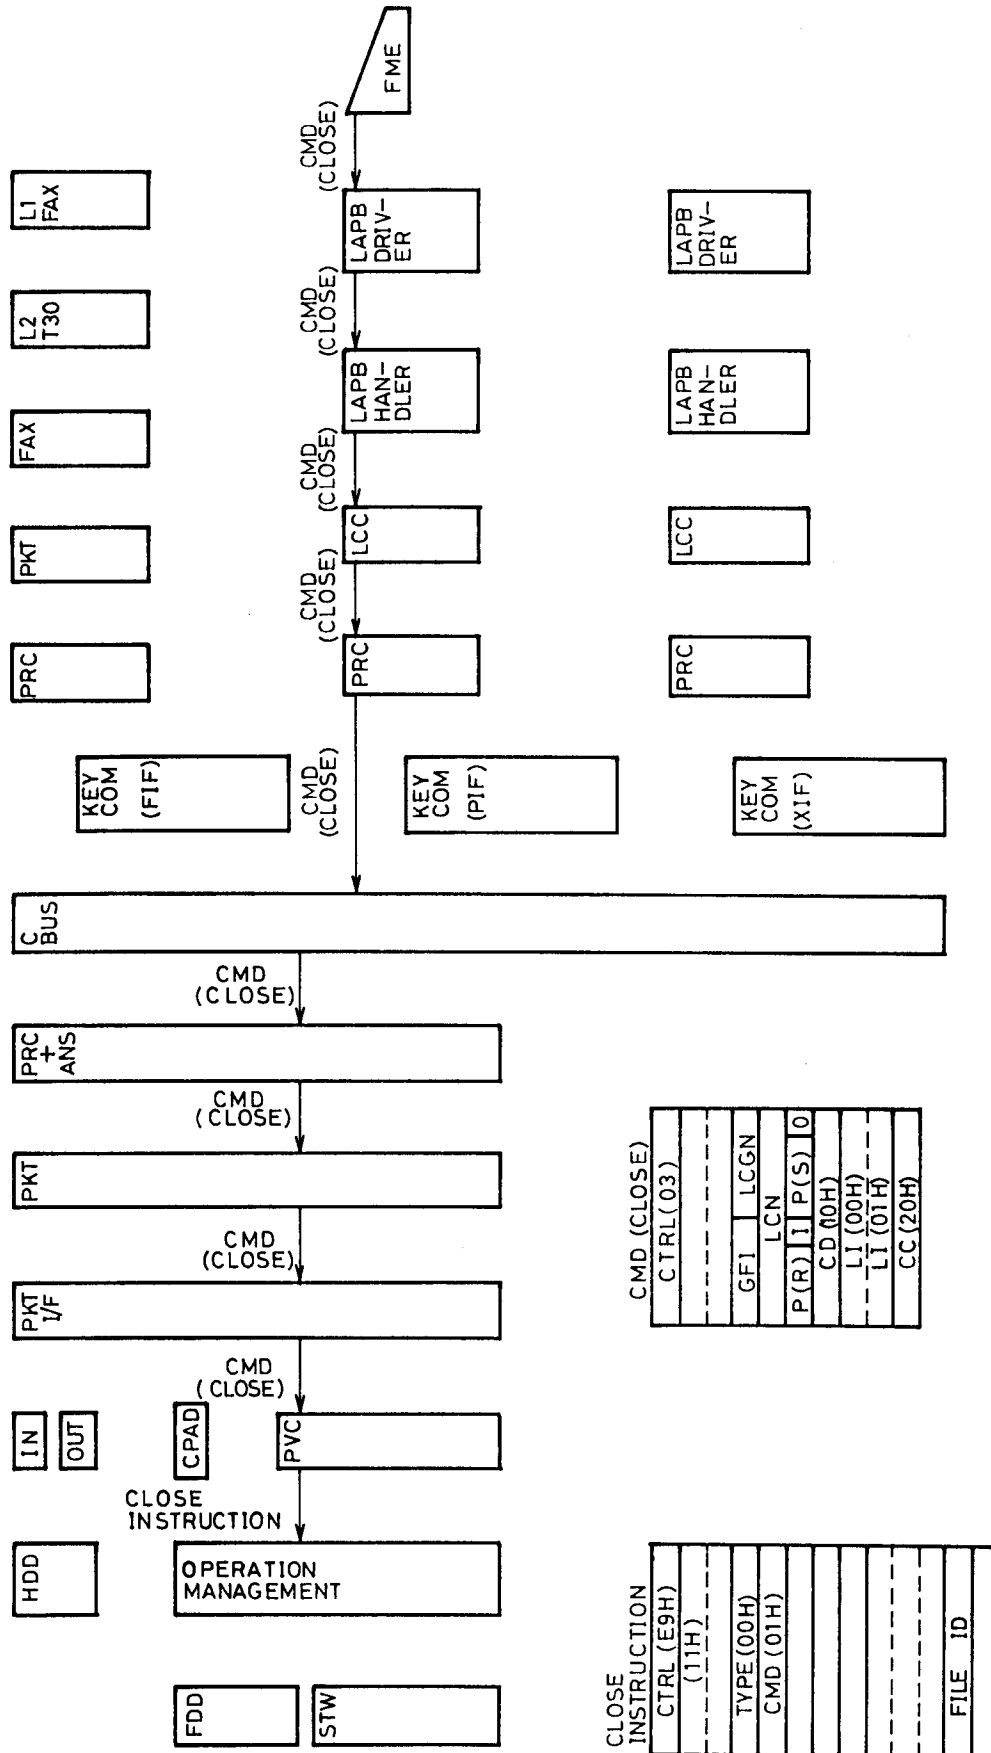 FME
CMD
(CLOSE)
L1
FAX
LAPB
DRIV-
ER
LAPB
DRIV-
ER
CMD
(CLOSE)
L2
T30
LAPB
HAN-
DLER
LAPB
HAN-
DLER
CMD
(CLOSE)
FAX
LCC
LCC
CMD
(CLOSE)
PKT
PRC
PRC
PRC
CMD
(CLOSE)
KEY
COM
(FIF)
KEY
COM
(PIF)
KEY
COM
(XIF)
C
BUS
CMD
(CLOSE)
PRC
+
ANS
CMD
(CLOSE)
PKT
CMD
(CLOSE)
PKT
I/F
CMD
(CLOSE)
IN
OUT
CPAD
PVC
CLOSE
INSTRUCTION
HDD
OPERATION
MANAGEMENT
FDD
STW
CMD (CLOSE)
CTRL(03)
GFI LCGN
LCN
P(R) I P(S) 0
CD(10H)
LI(00H)
LI(01H)
CC(20H)
CLOSE
INSTRUCTION
CTRL(E9H)
(11H)
TYPE(00H)
CMD(01H)
FILE ID